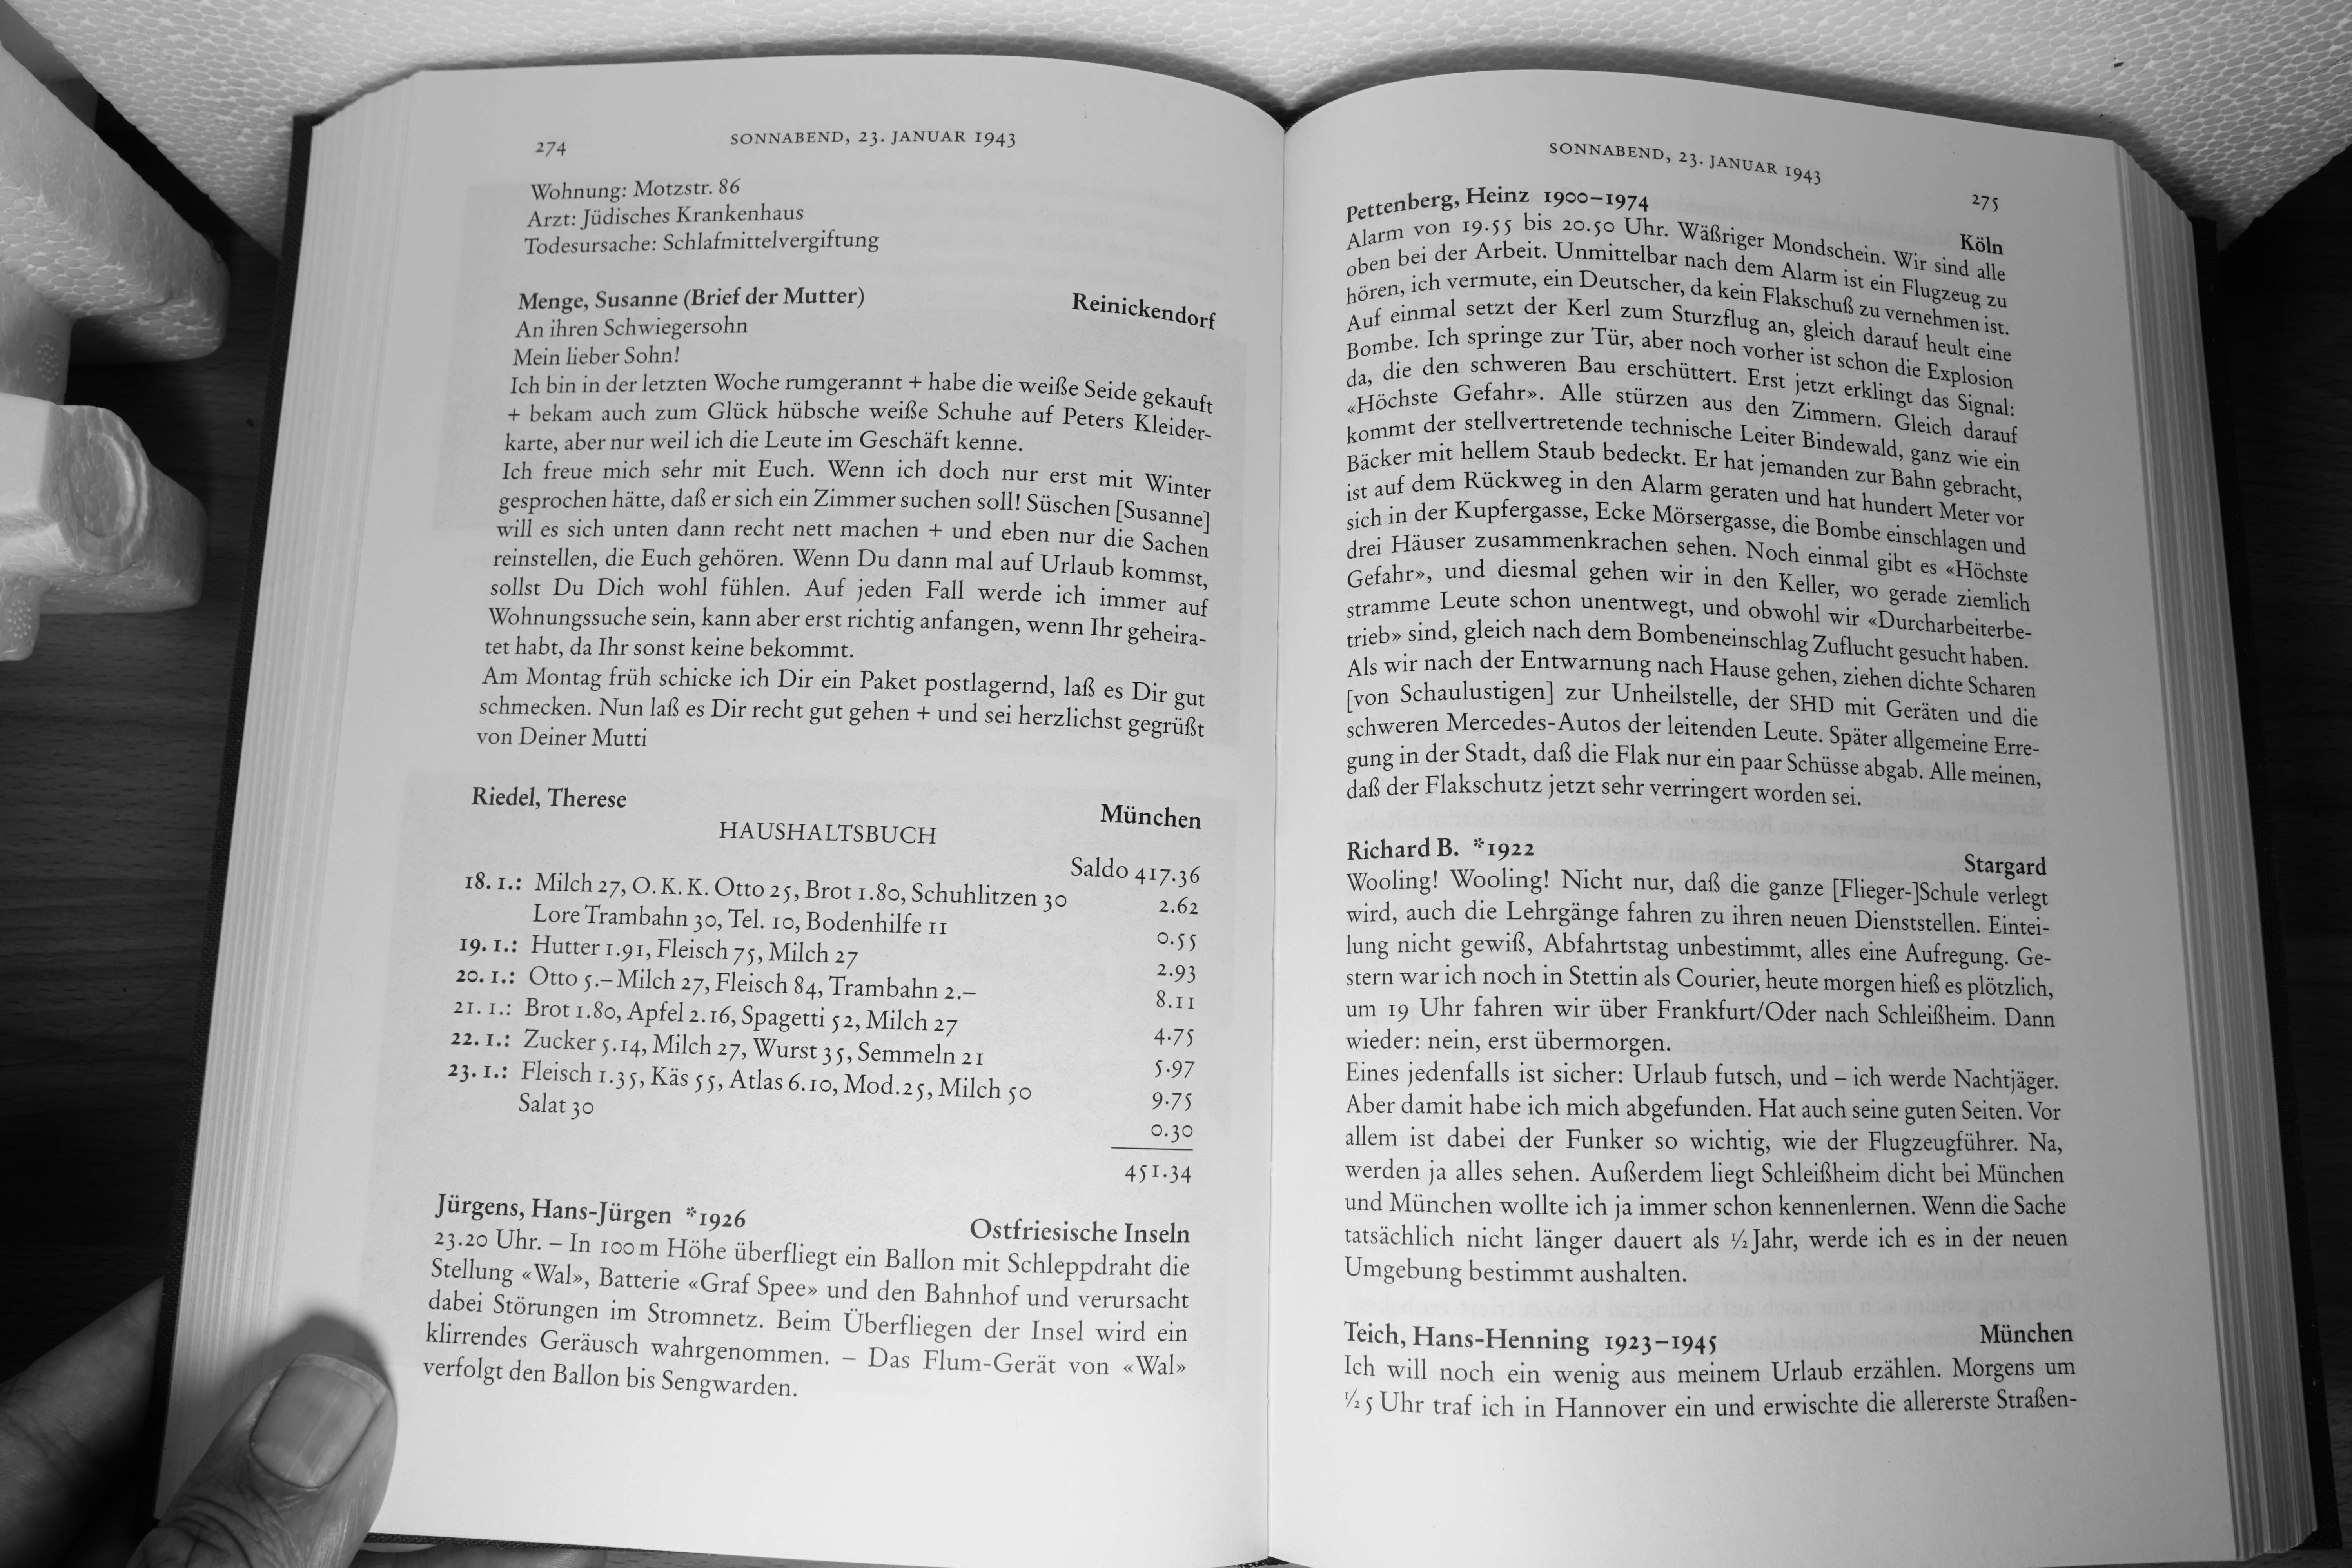 274
SONNABEND, 23. JANUAR 1943
Wohnung: Motzstr. 86
Arzt: Jüdisches Krankenhaus
Todesursache: Schlafmittelvergiftung
Menge, Susanne (Brief der Mutter) Reinickendorf
An ihren Schwiegersohn
Mein lieber Sohn!
Ich bin in der letzten Woche rumgerannt + habe die weiße Seide gekauft
+ bekam auch zum Glück hübsche weiße Schuhe auf Peters Kleider-
karte, aber nur weil ich die Leute im Geschäft kenne.
Ich freue mich sehr mit Euch. Wenn ich doch nur erst mit Winter
gesprochen hätte, daß er sich ein Zimmer suchen soll! Süschen [Susanne]
will es sich unten dann recht nett machen + und eben nur die Sachen
reinstellen, die Euch gehören. Wenn Du dann mal auf Urlaub kommst,
sollst Du Dich wohl fühlen. Auf jeden Fall werde ich immer auf
Wohnungssuche sein, kann aber erst richtig anfangen, wenn Ihr geheira-
tet habt, da Ihr sonst keine bekommt.
Am Montag früh schicke ich Dir ein Paket postlagernd, laß es Dir gut
schmecken. Nun laß es Dir recht gut gehen + und sei herzlichst gegrüßt
von Deiner Mutti
Riedel, Therese München
HAUSHALTSBUCH
Saldo 417.36
18. 1.: Milch 27, O. K. K. Otto 25, Brot 1.80, Schuhlitzen 30 2.62
Lore Trambahn 30, Tel. 10, Bodenhilfe 11 0.55
19. 1.: Hutter 1.91, Fleisch 75, Milch 27 2.93
20. 1.: Otto 5.– Milch 27, Fleisch 84, Trambahn 2.– 8.11
21. 1.: Brot 1.80, Apfel 2.16, Spagetti 52, Milch 27 4.75
22. 1.: Zucker 5.14, Milch 27, Wurst 35, Semmeln 21 5.97
23. 1.: Fleisch 1.35, Käs 55, Atlas 6.10, Mod. 25, Milch 50 9.75
Salat 30 0.30
451.34
Jürgens, Hans-Jürgen *1926 Ostfriesische Inseln
23.20 Uhr. – In 100 m Höhe überfliegt ein Ballon mit Schleppdraht die
Stellung «Wal», Batterie «Graf Spee» und den Bahnhof und verursacht
dabei Störungen im Stromnetz. Beim Überfliegen der Insel wird ein
klirrendes Geräusch wahrgenommen. – Das Flum-Gerät von «Wal»
verfolgt den Ballon bis Sengwarden.
SONNABEND, 23. JANUAR 1943
275
Pettenberg, Heinz 1900–1974 Köln
Alarm von 19.55 bis 20.50 Uhr. Wäßriger Mondschein. Wir sind alle
oben bei der Arbeit. Unmittelbar nach dem Alarm ist ein Flugzeug zu
hören, ich vermute, ein Deutscher, da kein Flakschuß zu vernehmen ist.
Auf einmal setzt der Kerl zum Sturzflug an, gleich darauf heult eine
Bombe. Ich springe zur Tür, aber noch vorher ist schon die Explosion
da, die den schweren Bau erschüttert. Erst jetzt erklingt das Signal:
«Höchste Gefahr». Alle stürzen aus den Zimmern. Gleich darauf
kommt der stellvertretende technische Leiter Bindewald, ganz wie ein
Bäcker mit hellem Staub bedeckt. Er hat jemanden zur Bahn gebracht,
ist auf dem Rückweg in den Alarm geraten und hat hundert Meter vor
sich in der Kupfergasse, Ecke Mörsergasse, die Bombe einschlagen und
drei Häuser zusammenkrachen sehen. Noch einmal gibt es «Höchste
Gefahr», und diesmal gehen wir in den Keller, wo gerade ziemlich
stramme Leute schon unentwegt, und obwohl wir «Durcharbeiterbe-
trieb» sind, gleich nach dem Bombeneinschlag Zuflucht gesucht haben.
Als wir nach der Entwarnung nach Hause gehen, ziehen dichte Scharen
[von Schaulustigen] zur Unheilstelle, der SHD mit Geräten und die
schweren Mercedes-Autos der leitenden Leute. Später allgemeine Erre-
gung in der Stadt, daß die Flak nur ein paar Schüsse abgab. Alle meinen,
daß der Flakschutz jetzt sehr verringert worden sei.
Richard B. *1922 Stargard
Wooling! Wooling! Nicht nur, daß die ganze [Flieger-]Schule verlegt
wird, auch die Lehrgänge fahren zu ihren neuen Dienststellen. Eintei-
lung nicht gewiß, Abfahrtstag unbestimmt, alles eine Aufregung. Ge-
stern war ich noch in Stettin als Courier, heute morgen hieß es plötzlich,
um 19 Uhr fahren wir über Frankfurt/Oder nach Schleißheim. Dann
wieder: nein, erst übermorgen.
Eines jedenfalls ist sicher: Urlaub futsch, und – ich werde Nachtjäger.
Aber damit habe ich mich abgefunden. Hat auch seine guten Seiten. Vor
allem ist dabei der Funker so wichtig, wie der Flugzeugführer. Na,
werden ja alles sehen. Außerdem liegt Schleißheim dicht bei München
und München wollte ich ja immer schon kennenlernen. Wenn die Sache
tatsächlich nicht länger dauert als ½ Jahr, werde ich es in der neuen
Umgebung bestimmt aushalten.
Teich, Hans-Henning 1923–1945 München
Ich will noch ein wenig aus meinem Urlaub erzählen. Morgens um
½5 Uhr traf ich in Hannover ein und erwischte die allererste Straßen-